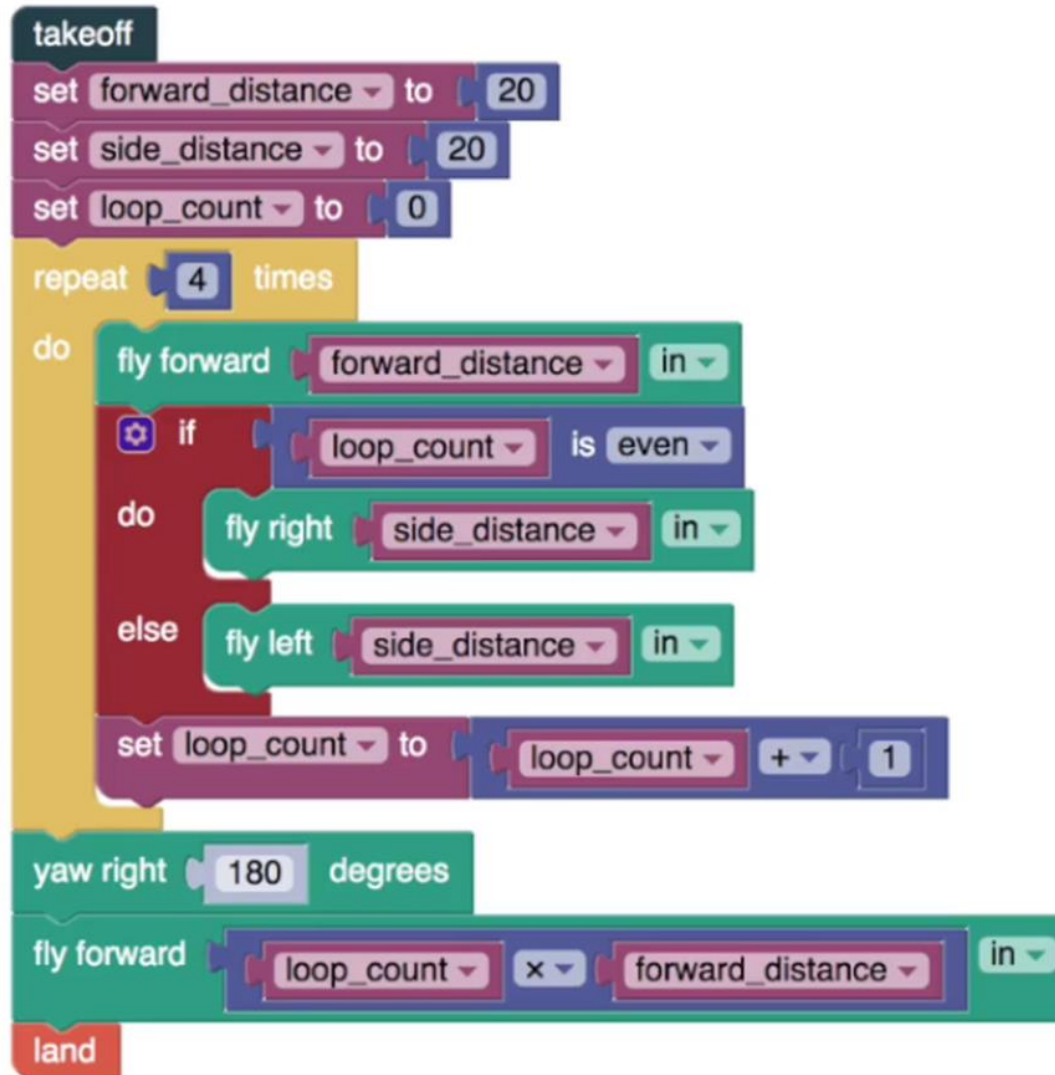 takeoff
set forward_distance to 20
set side_distance to 20
set loop_count to 0
repeat 4 times
do fly forward forward_distance in
if loop_count is even
do fly right side_distance in
else fly left side_distance in
set loop_count to loop_count + 1
yaw right 180 degrees
fly forward loop_count × forward_distance in
land